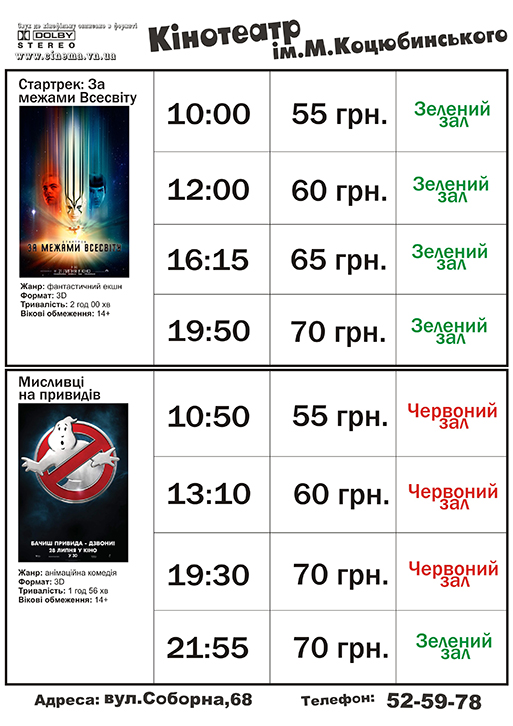 Звук до кінофільму записано в форматі
DOLBY
STEREO
www.cinema.vn.ua
Кінотеатр
ім.М.Коцюбинського
Стартрек: За
межами Всесвіту
СТАРТРЕК
ЗА МЕЖАМИ ВСЕСВІТУ
Жанр: фантастичний екшн
Формат: 3D
Тривалість: 2 год 00 хв
Вікові обмеження: 14+
10:00 55 грн. Зелений
зал
12:00 60 грн. Зелений
зал
16:15 65 грн. Зелений
зал
19:50 70 грн. Зелений
зал
Мисливці
на привидів
БАЧИШ ПРИВИДА - ДЗВОНИ!
28 ЛИПНЯ У КІНО
У 3D
Жанр: анімаційна комедія
Формат: 3D
Тривалість: 1 год 56 хв
Вікові обмеження: 14+
10:50 55 грн. Червоний
зал
13:10 60 грн. Червоний
зал
19:30 70 грн. Червоний
зал
21:55 70 грн. Зелений
зал
Адреса: вул.Соборна,68
Телефон: 52-59-78